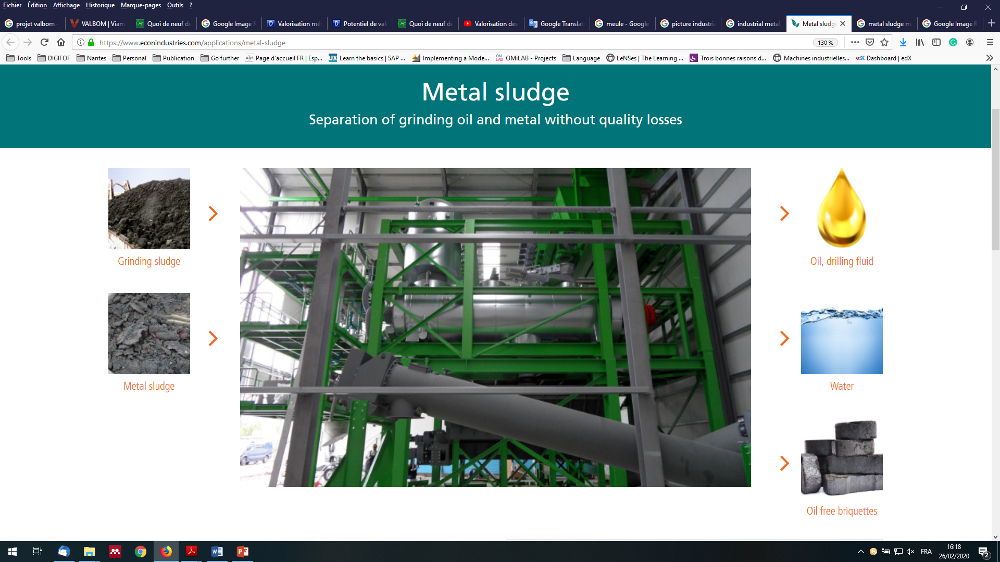 Fichier Édition Affichage Historique Marque-pages Outils ?
projet valbom - VALBOM | Viam Quoi de neuf de Google Image R Valorisation mé Potentiel de val Quoi de neuf de Valorisation des Google Translat meule - Google picture industria industrial metal Metal sludge metal sludge m Google Image R
https://www.econindustries.com/applications/metal-sludge 130 %
Tools DIGIFOF Nantes Personal Publication Go further Page d'accueil FR | Esp... Learn the basics | SAP ... Implementing a Mode... OMiLAB - Projects Language LeNSes | The Learning ... Trois bonnes raisons d... Machines industrielles... Dashboard | edX
Metal sludge
Separation of grinding oil and metal without quality losses
Grinding sludge
Oil, drilling fluid
Metal sludge
Water
Oil free briquettes
FRA
16:18
26/02/2020
2